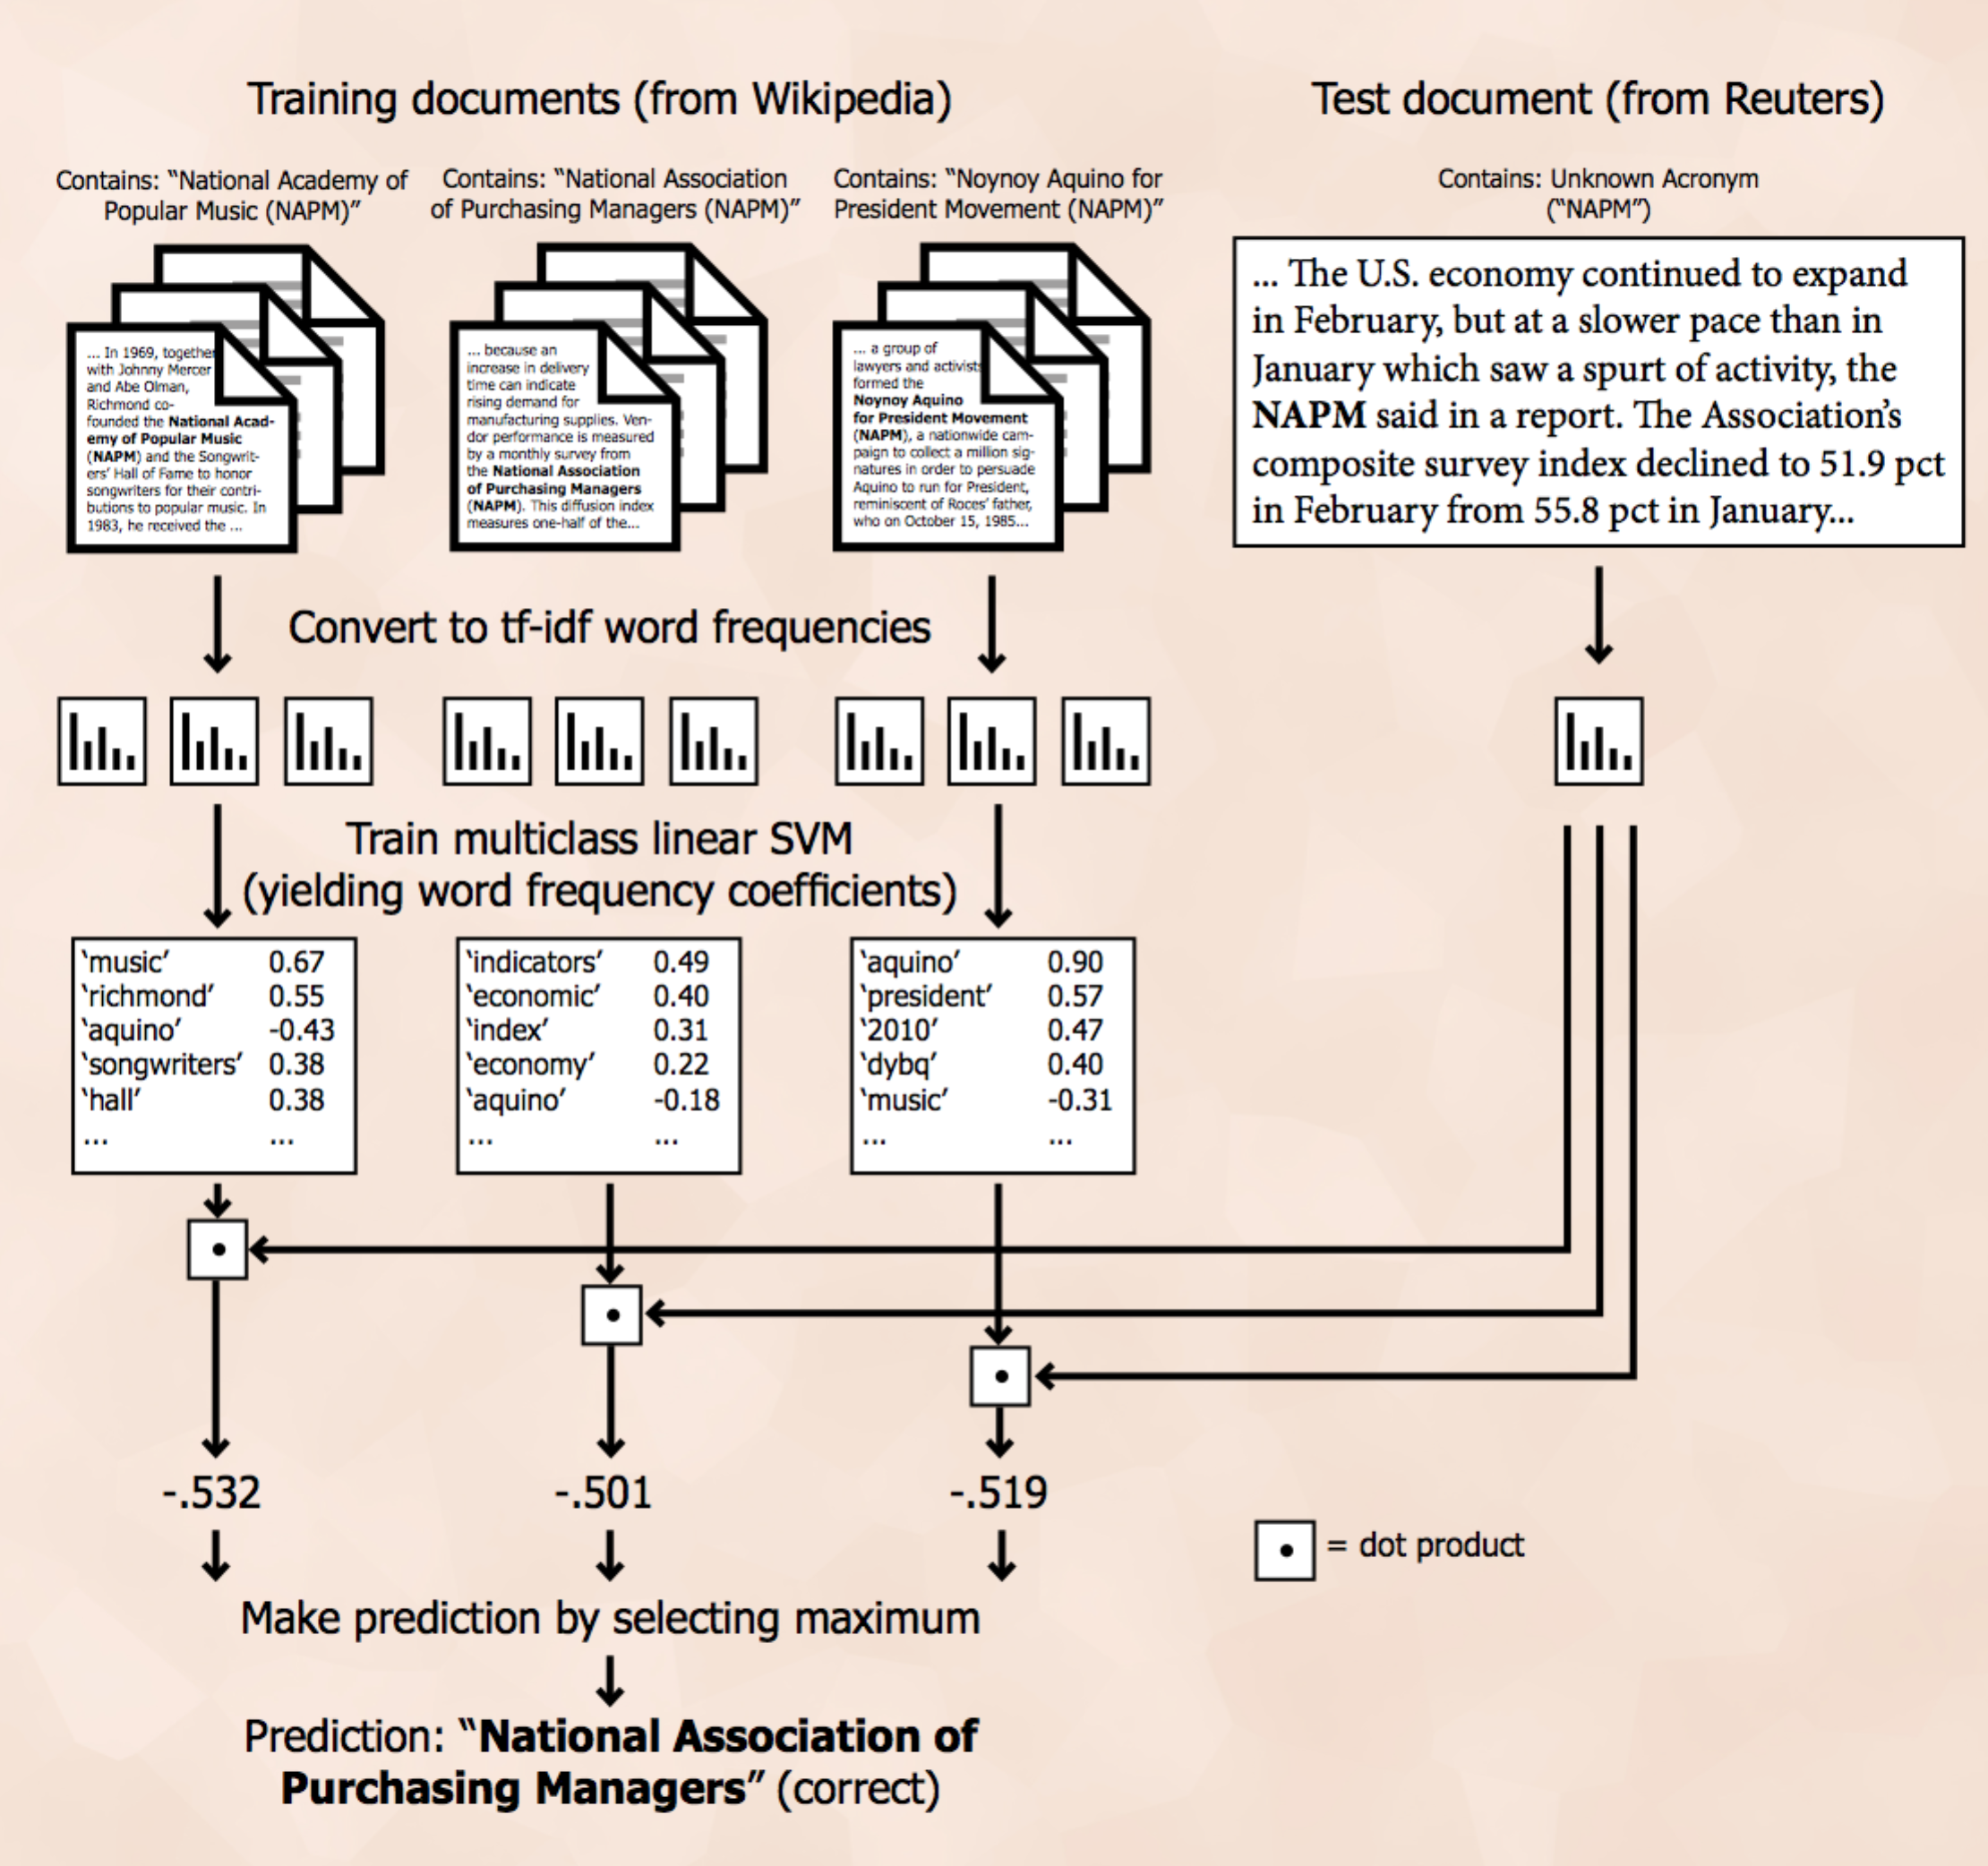 Training documents (from Wikipedia)
Test document (from Reuters)
Contains: “National Academy of
Popular Music (NAPM)”
Contains: “National Association
of Purchasing Managers (NAPM)”
Contains: “Noynoy Aquino for
President Movement (NAPM)”
Contains: Unknown Acronym
(“NAPM”)
... In 1969, together
with Johnny Mercer
and Abe Olman,
Richmond co-
founded the National Acad-
emy of Popular Music
(NAPM) and the Songwrit-
ers’ Hall of Fame to honor
songwriters for their contri-
butions to popular music. In
1983, he received the ...
... because an
increase in delivery
time can indicate
rising demand for
manufacturing supplies. Ven-
dor performance is measured
by a monthly survey from
the National Association
of Purchasing Managers
(NAPM). This diffusion index
measures one-half of the...
... a group of
lawyers and activists
formed the
Noynoy Aquino
for President Movement
(NAPM), a nationwide cam-
paign to collect a million sig-
natures in order to persuade
Aquino to run for President,
reminiscent of Roces’ father,
who on October 15, 1985...
... The U.S. economy continued to expand
in February, but at a slower pace than in
January which saw a spurt of activity, the
NAPM said in a report. The Association’s
composite survey index declined to 51.9 pct
in February from 55.8 pct in January...
Convert to tf-idf word frequencies
Train multiclass linear SVM
(yielding word frequency coefficients)
‘music’ 0.67
‘richmond’ 0.55
‘aquino’ -0.43
‘songwriters’ 0.38
‘hall’ 0.38
... ...
‘indicators’ 0.49
‘economic’ 0.40
‘index’ 0.31
‘economy’ 0.22
‘aquino’ -0.18
... ...
‘aquino’ 0.90
‘president’ 0.57
‘2010’ 0.47
‘dybq’ 0.40
‘music’ -0.31
... ...
-.532
-.501
-.519
= dot product
Make prediction by selecting maximum
Prediction: “National Association of
Purchasing Managers” (correct)